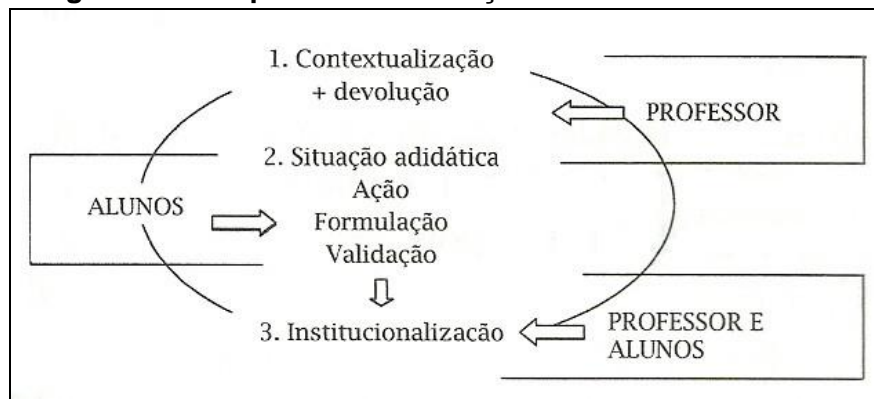 1. Contextualização
+ devolução
PROFESSOR
2. Situação adidática
Ação
ALUNOS
Formulação
Validação
3. Institucionalizacão
PROFESSOR E
ALUNOS